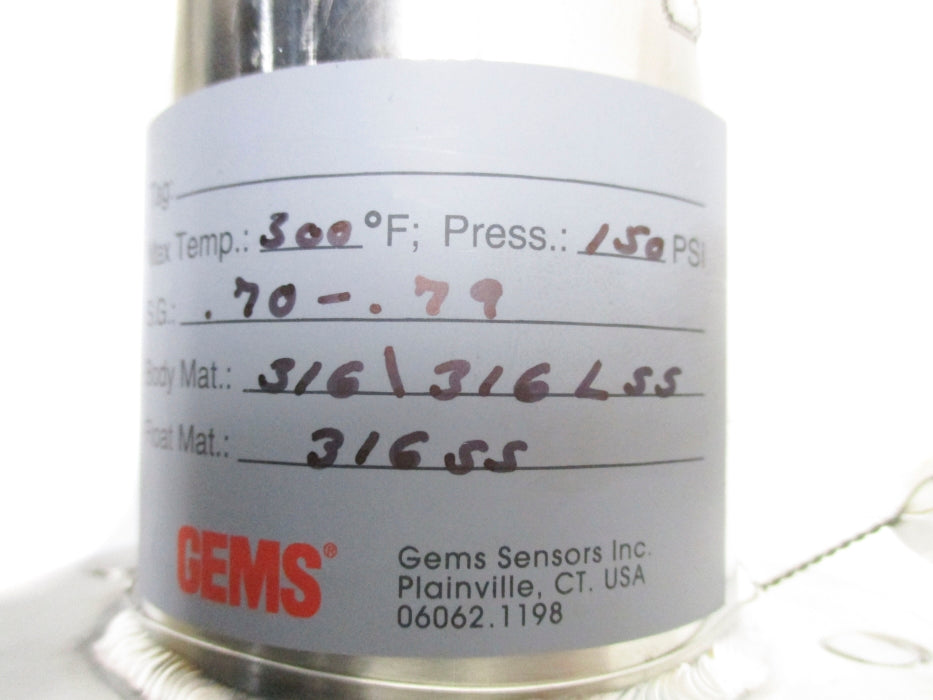 Tag:
Max Temp.: 300 °F; Press.: 150 PSI
S.G.: .70 - .79
Body Mat.: 316\316L SS
Float Mat.: 316 SS
GEMS®
Gems Sensors Inc.
Plainville, CT. USA
06062.1198